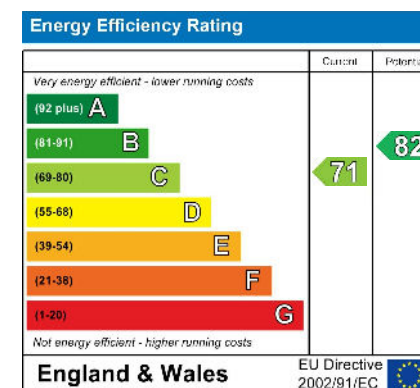 Energy Efficiency Rating
Current
Very energy efficient - lower running costs
(92 plus) A
(81-91) B
82
(69-80) C
71
(55-68) D
(39-54) E
(21-38) F
(1-20) G
Not energy efficient - higher running costs
England & Wales
EU Directive
2002/91/EC